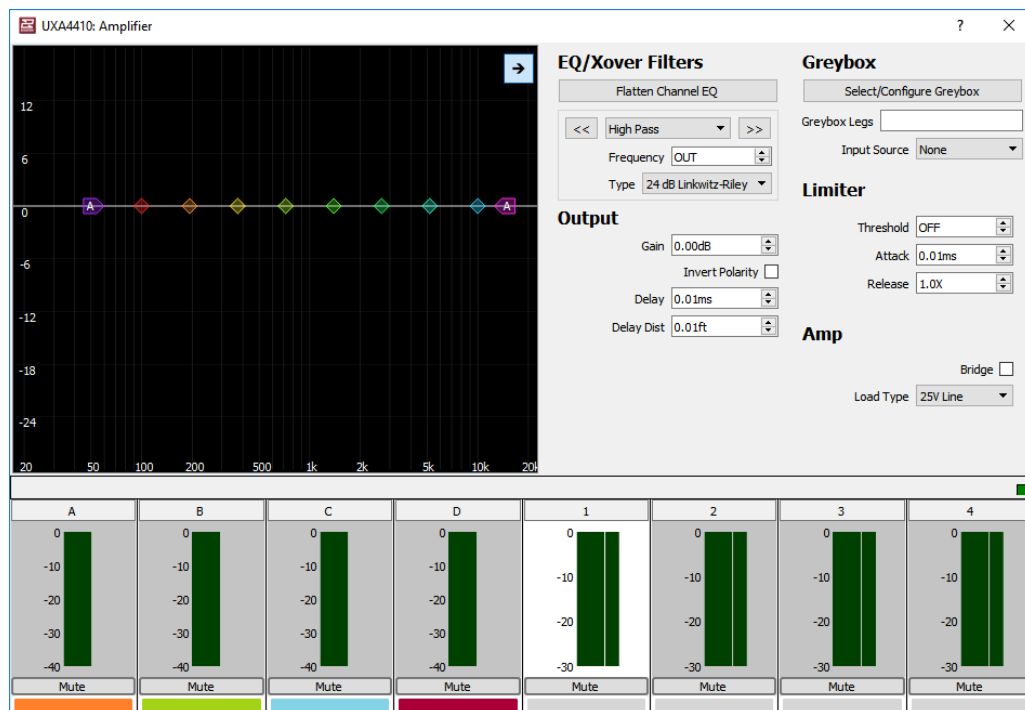 UXA4410: Amplifier
?
12
6
0
-6
-12
-18
-24
A
A
20 50 100 200 500 1k 2k 5k 10k 20k
EQ/Xover Filters
Flatten Channel EQ
<< High Pass >>
Frequency OUT
Type 24 dB Linkwitz-Riley
Output
Gain 0.00dB
Invert Polarity
Delay 0.01ms
Delay Dist 0.01ft
Greybox
Select/Configure Greybox
Greybox Legs
Input Source None
Limiter
Threshold OFF
Attack 0.01ms
Release 1.0X
Amp
Bridge
Load Type 25V Line
A B C D 1 2 3 4
0 0 0 0 0 0 0 0
-10 -10 -10 -10 -10 -10 -10 -10
-20 -20 -20 -20 -20 -20 -20 -20
-30 -30 -30 -30 -30 -30 -30 -30
-40 -40 -40 -40
Mute Mute Mute Mute Mute Mute Mute Mute